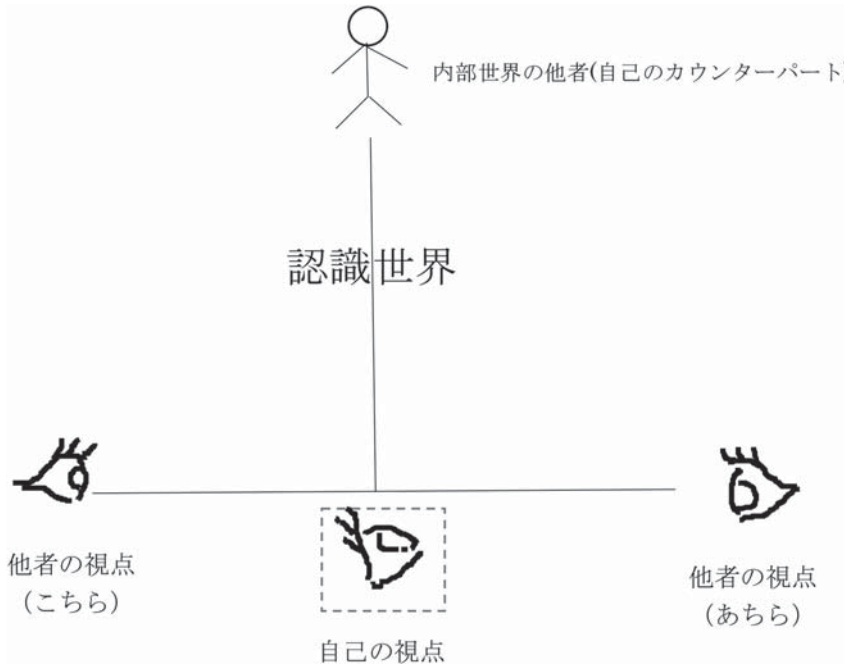 内部世界の他者(自己のカウンターパート)
認識世界
他者の視点
(こちら)
自己の視点
他者の視点
(あちら)